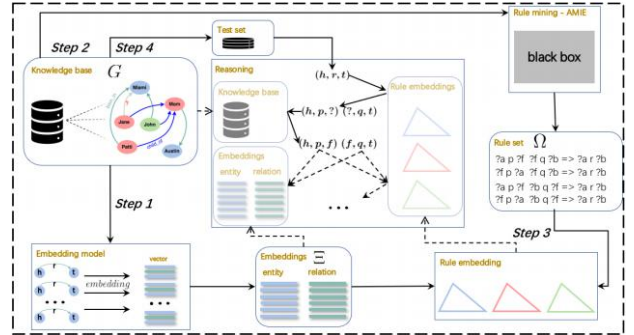 Step 2
Step 4
Test set
Rule mining - AMIE
black box
Knowledge base G
Miami
Jane
Mam
John
Patti
Austin
Reasoning
(h, r, t)
Knowledge base
(h, p, ?) (?, q, t)
(h, p, f) (f, q, t)
Embeddings
entity relation
...
Rule embeddings
Rule set Ω
?a p ?f ?f q ?b => ?a r ?b
?f p ?a ?f q ?b => ?a r ?b
?a p ?f ?b q ?f => ?a r ?b
?f p ?a ?b q ?f => ?a r ?b
Step 1
Step 3
Embedding model
vector
h r t
h r t
embedding
...
...
h r t
Embeddings Ξ
entity relation
Rule embedding